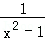 1
x² − 1